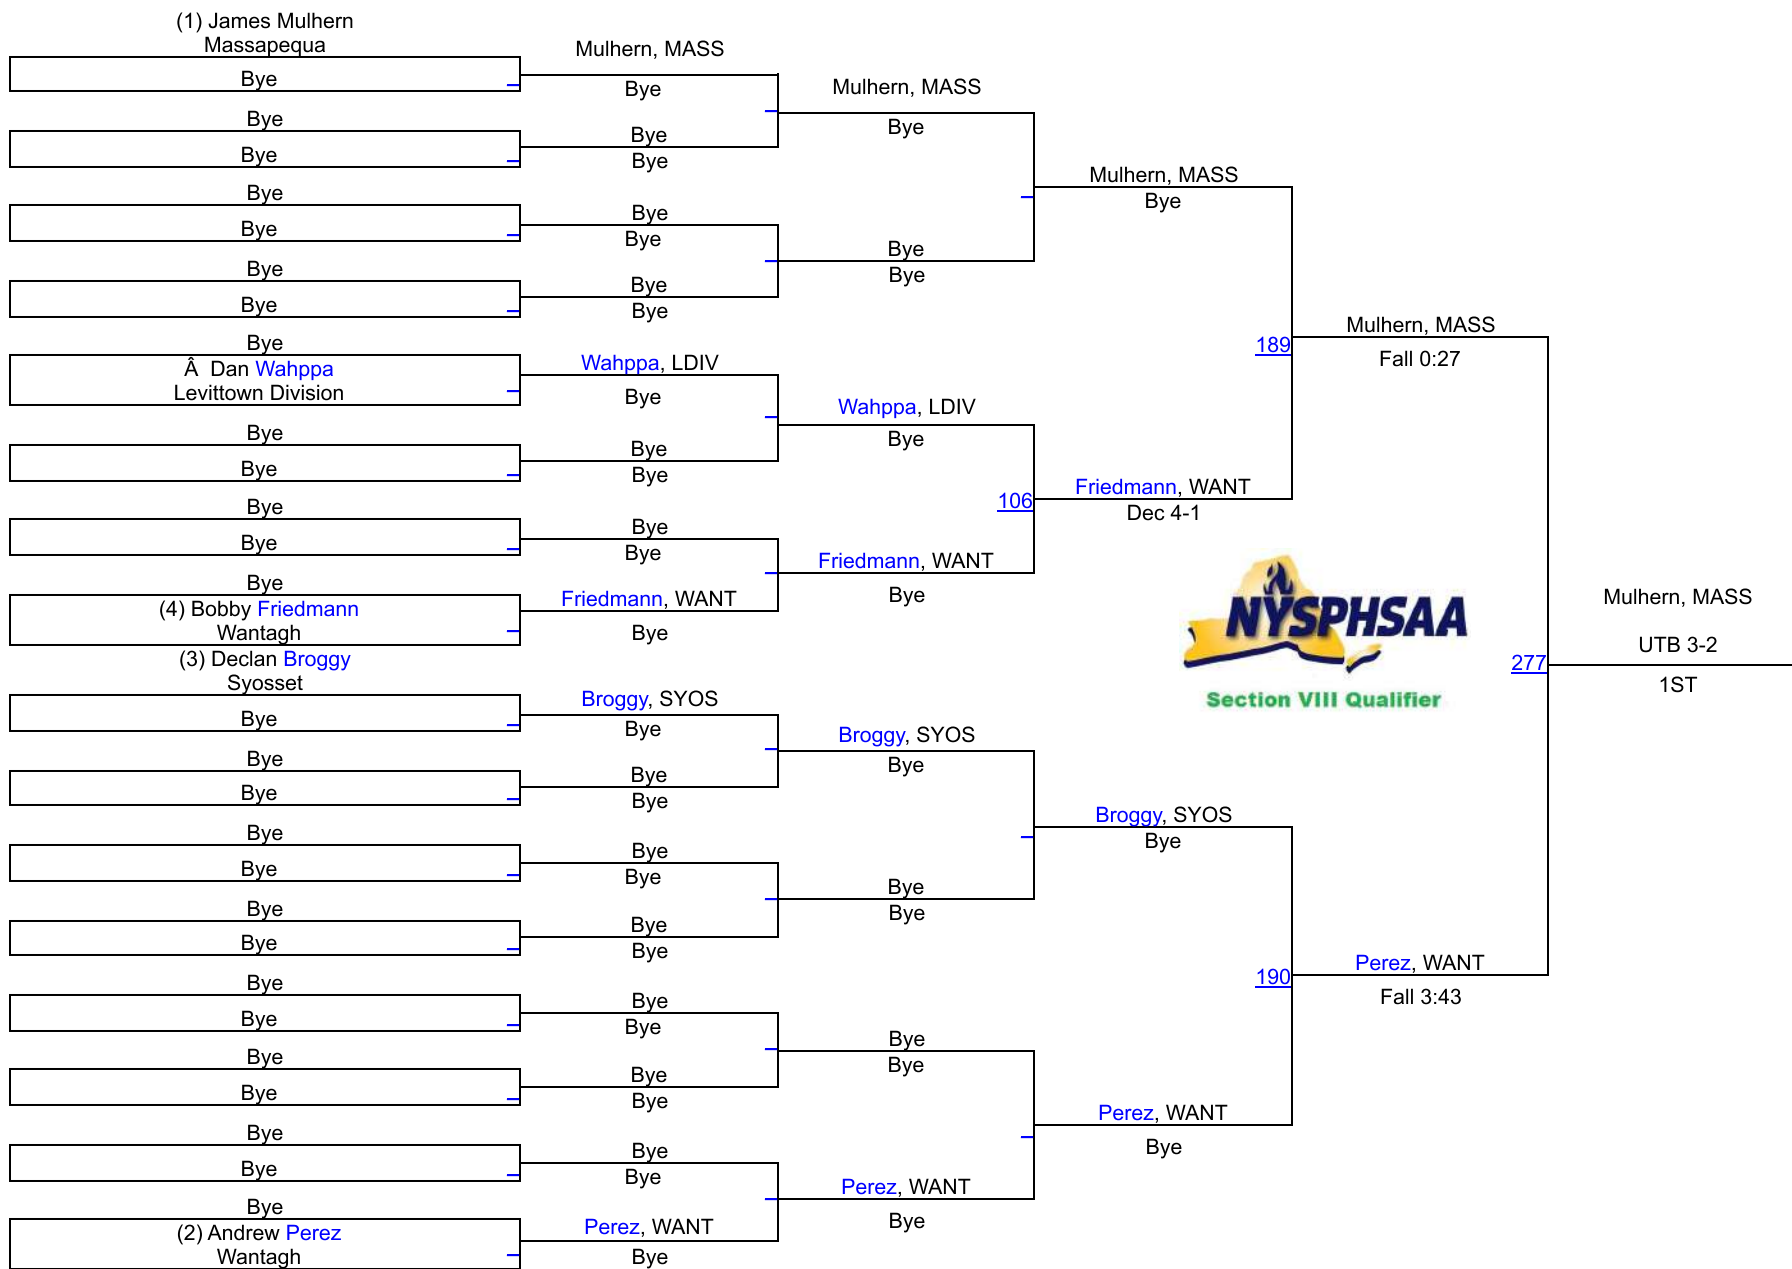 (1) James Mulhern
Massapequa
Bye
Bye
Bye
Bye
Bye
Bye
Bye
Bye
Â  Dan Wahppa
Levittown Division
Bye
Bye
Bye
Bye
Bye
(4) Bobby Friedmann
Wantagh
(3) Declan Broggy
Syosset
Bye
Bye
Bye
Bye
Bye
Bye
Bye
Bye
Bye
Bye
Bye
Bye
Bye
Bye
(2) Andrew Perez
Wantagh
Mulhern, MASS
Bye
Bye
Bye
Bye
Bye
Bye
Bye
Wahppa, LDIV
Bye
Bye
Bye
Bye
Bye
Friedmann, WANT
Bye
Broggy, SYOS
Bye
Bye
Bye
Bye
Bye
Bye
Bye
Bye
Bye
Bye
Bye
Bye
Bye
Perez, WANT
Bye
Mulhern, MASS
Bye
Bye
Bye
Wahppa, LDIV
Bye
106
Friedmann, WANT
Bye
Broggy, SYOS
Bye
Bye
Bye
Bye
Bye
Perez, WANT
Bye
Mulhern, MASS
Bye
189
Friedmann, WANT
Dec 4-1
Broggy, SYOS
Bye
190
Perez, WANT
Bye
Mulhern, MASS
Fall 0:27
NYSPHSAA
Section VIII Qualifier
277
Perez, WANT
Fall 3:43
Mulhern, MASS
UTB 3-2
1ST